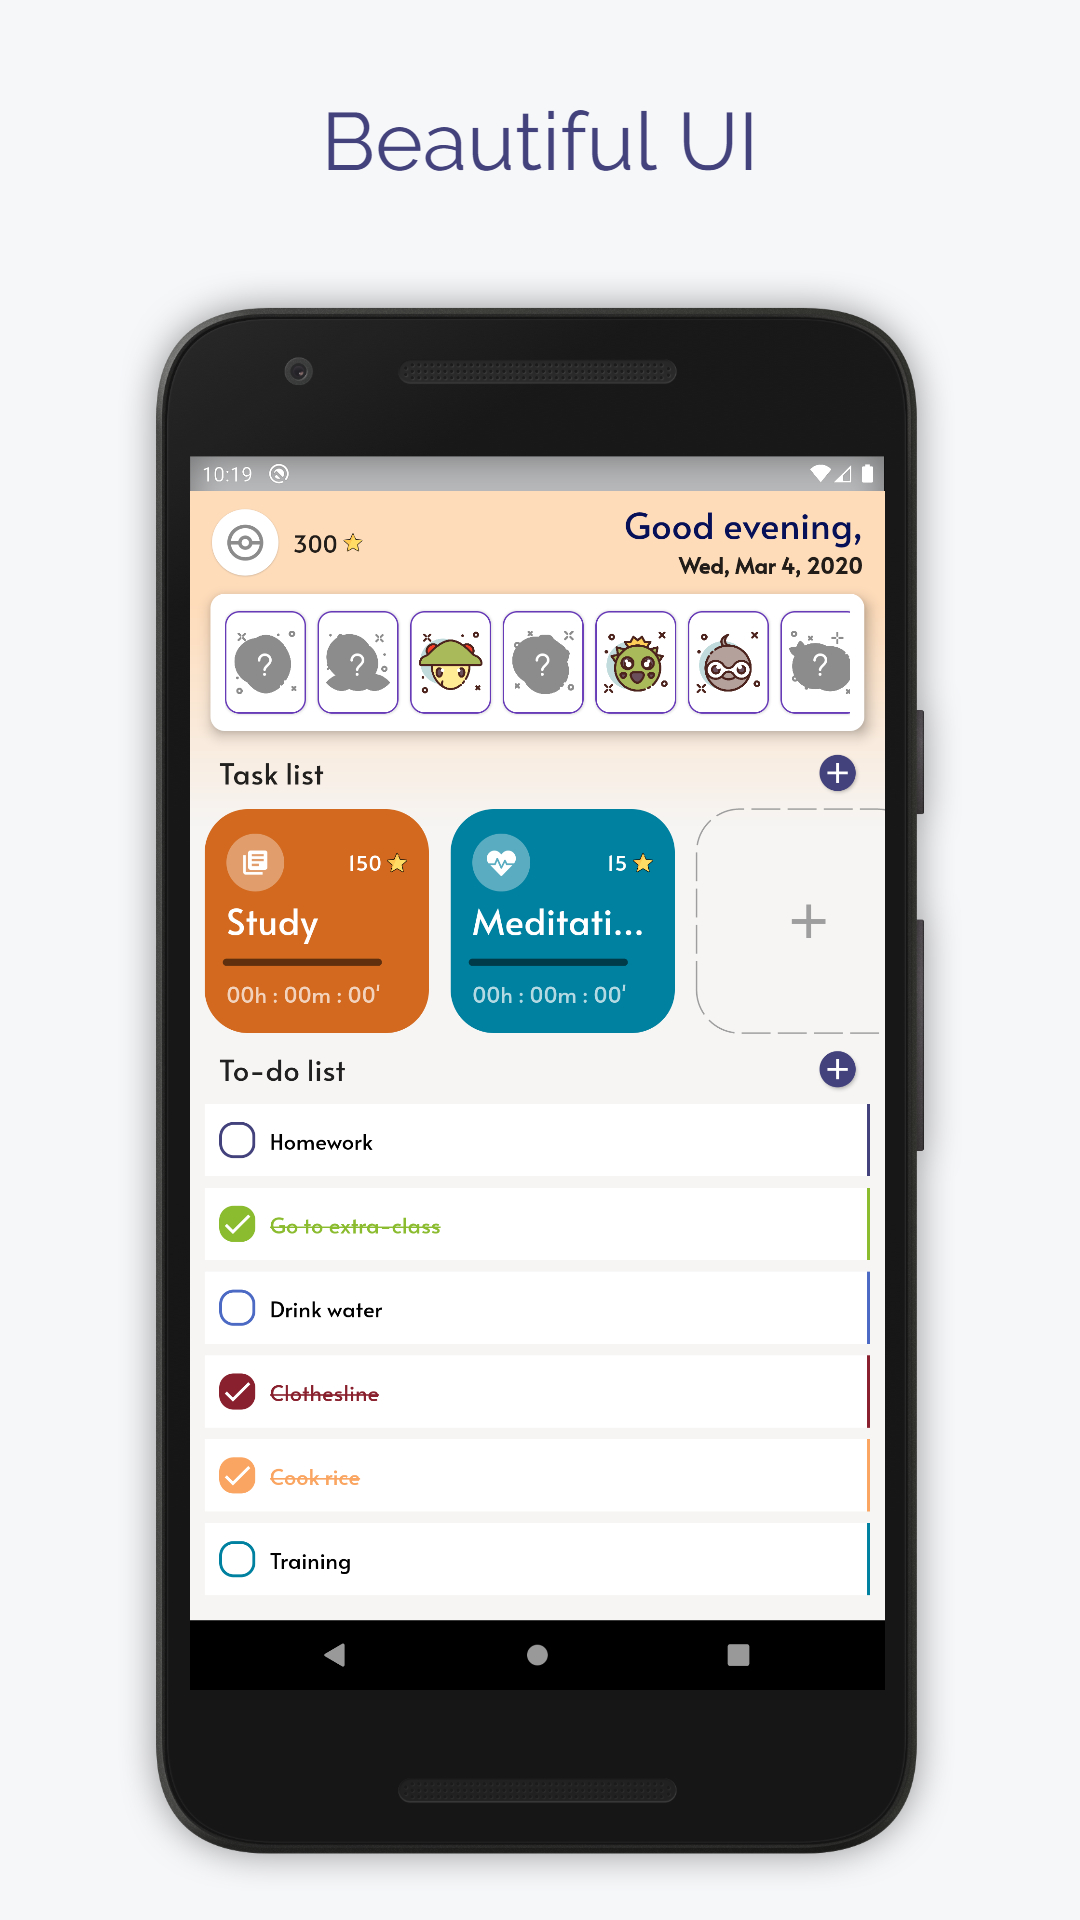 Beautiful UI
10:19
300
Good evening,
Wed, Mar 4, 2020
? ? ? ?
Task list
150
15
Study
Meditati...
00h : 00m : 00'
00h : 00m : 00'
To-do list
Homework
Go to extra-class
Drink water
Clothesline
Cook rice
Training